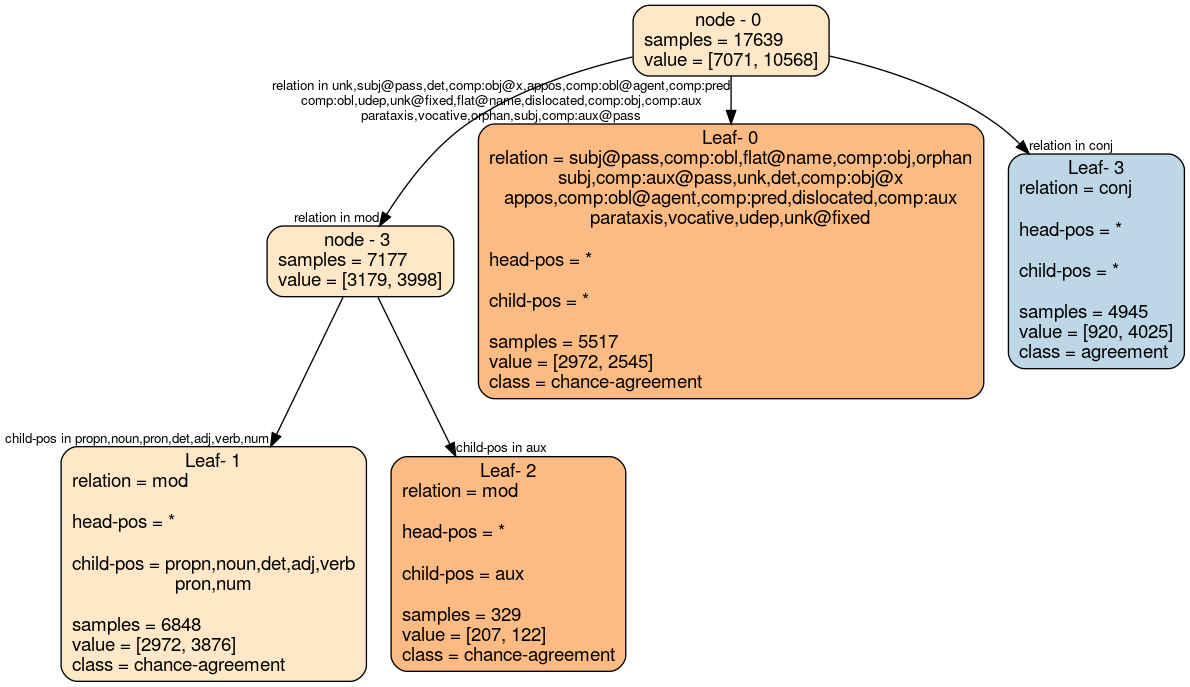 node - 0
samples = 17639
value = [7071, 10568]
relation in unk,subj@pass,det,comp:obj@x,appos,comp:obl@agent,comp:pred
comp:obl,udep,unk@fixed,flat@name,dislocated,comp:obj,comp:aux
parataxis,vocative,orphan,subj,comp:aux@pass
Leaf- 0
relation = subj@pass,comp:obl,flat@name,comp:obj,orphan
subj,comp:aux@pass,unk,det,comp:obj@x
appos,comp:obl@agent,comp:pred,dislocated,comp:aux
parataxis,vocative,udep,unk@fixed
head-pos = *
child-pos = *
samples = 5517
value = [2972, 2545]
class = chance-agreement
relation in conj
Leaf- 3
relation = conj
head-pos = *
child-pos = *
samples = 4945
value = [920, 4025]
class = agreement
relation in mod
node - 3
samples = 7177
value = [3179, 3998]
child-pos in propn,noun,pron,det,adj,verb,num
Leaf- 1
relation = mod
head-pos = *
child-pos = propn,noun,det,adj,verb
pron,num
samples = 6848
value = [2972, 3876]
class = chance-agreement
child-pos in aux
Leaf- 2
relation = mod
head-pos = *
child-pos = aux
samples = 329
value = [207, 122]
class = chance-agreement